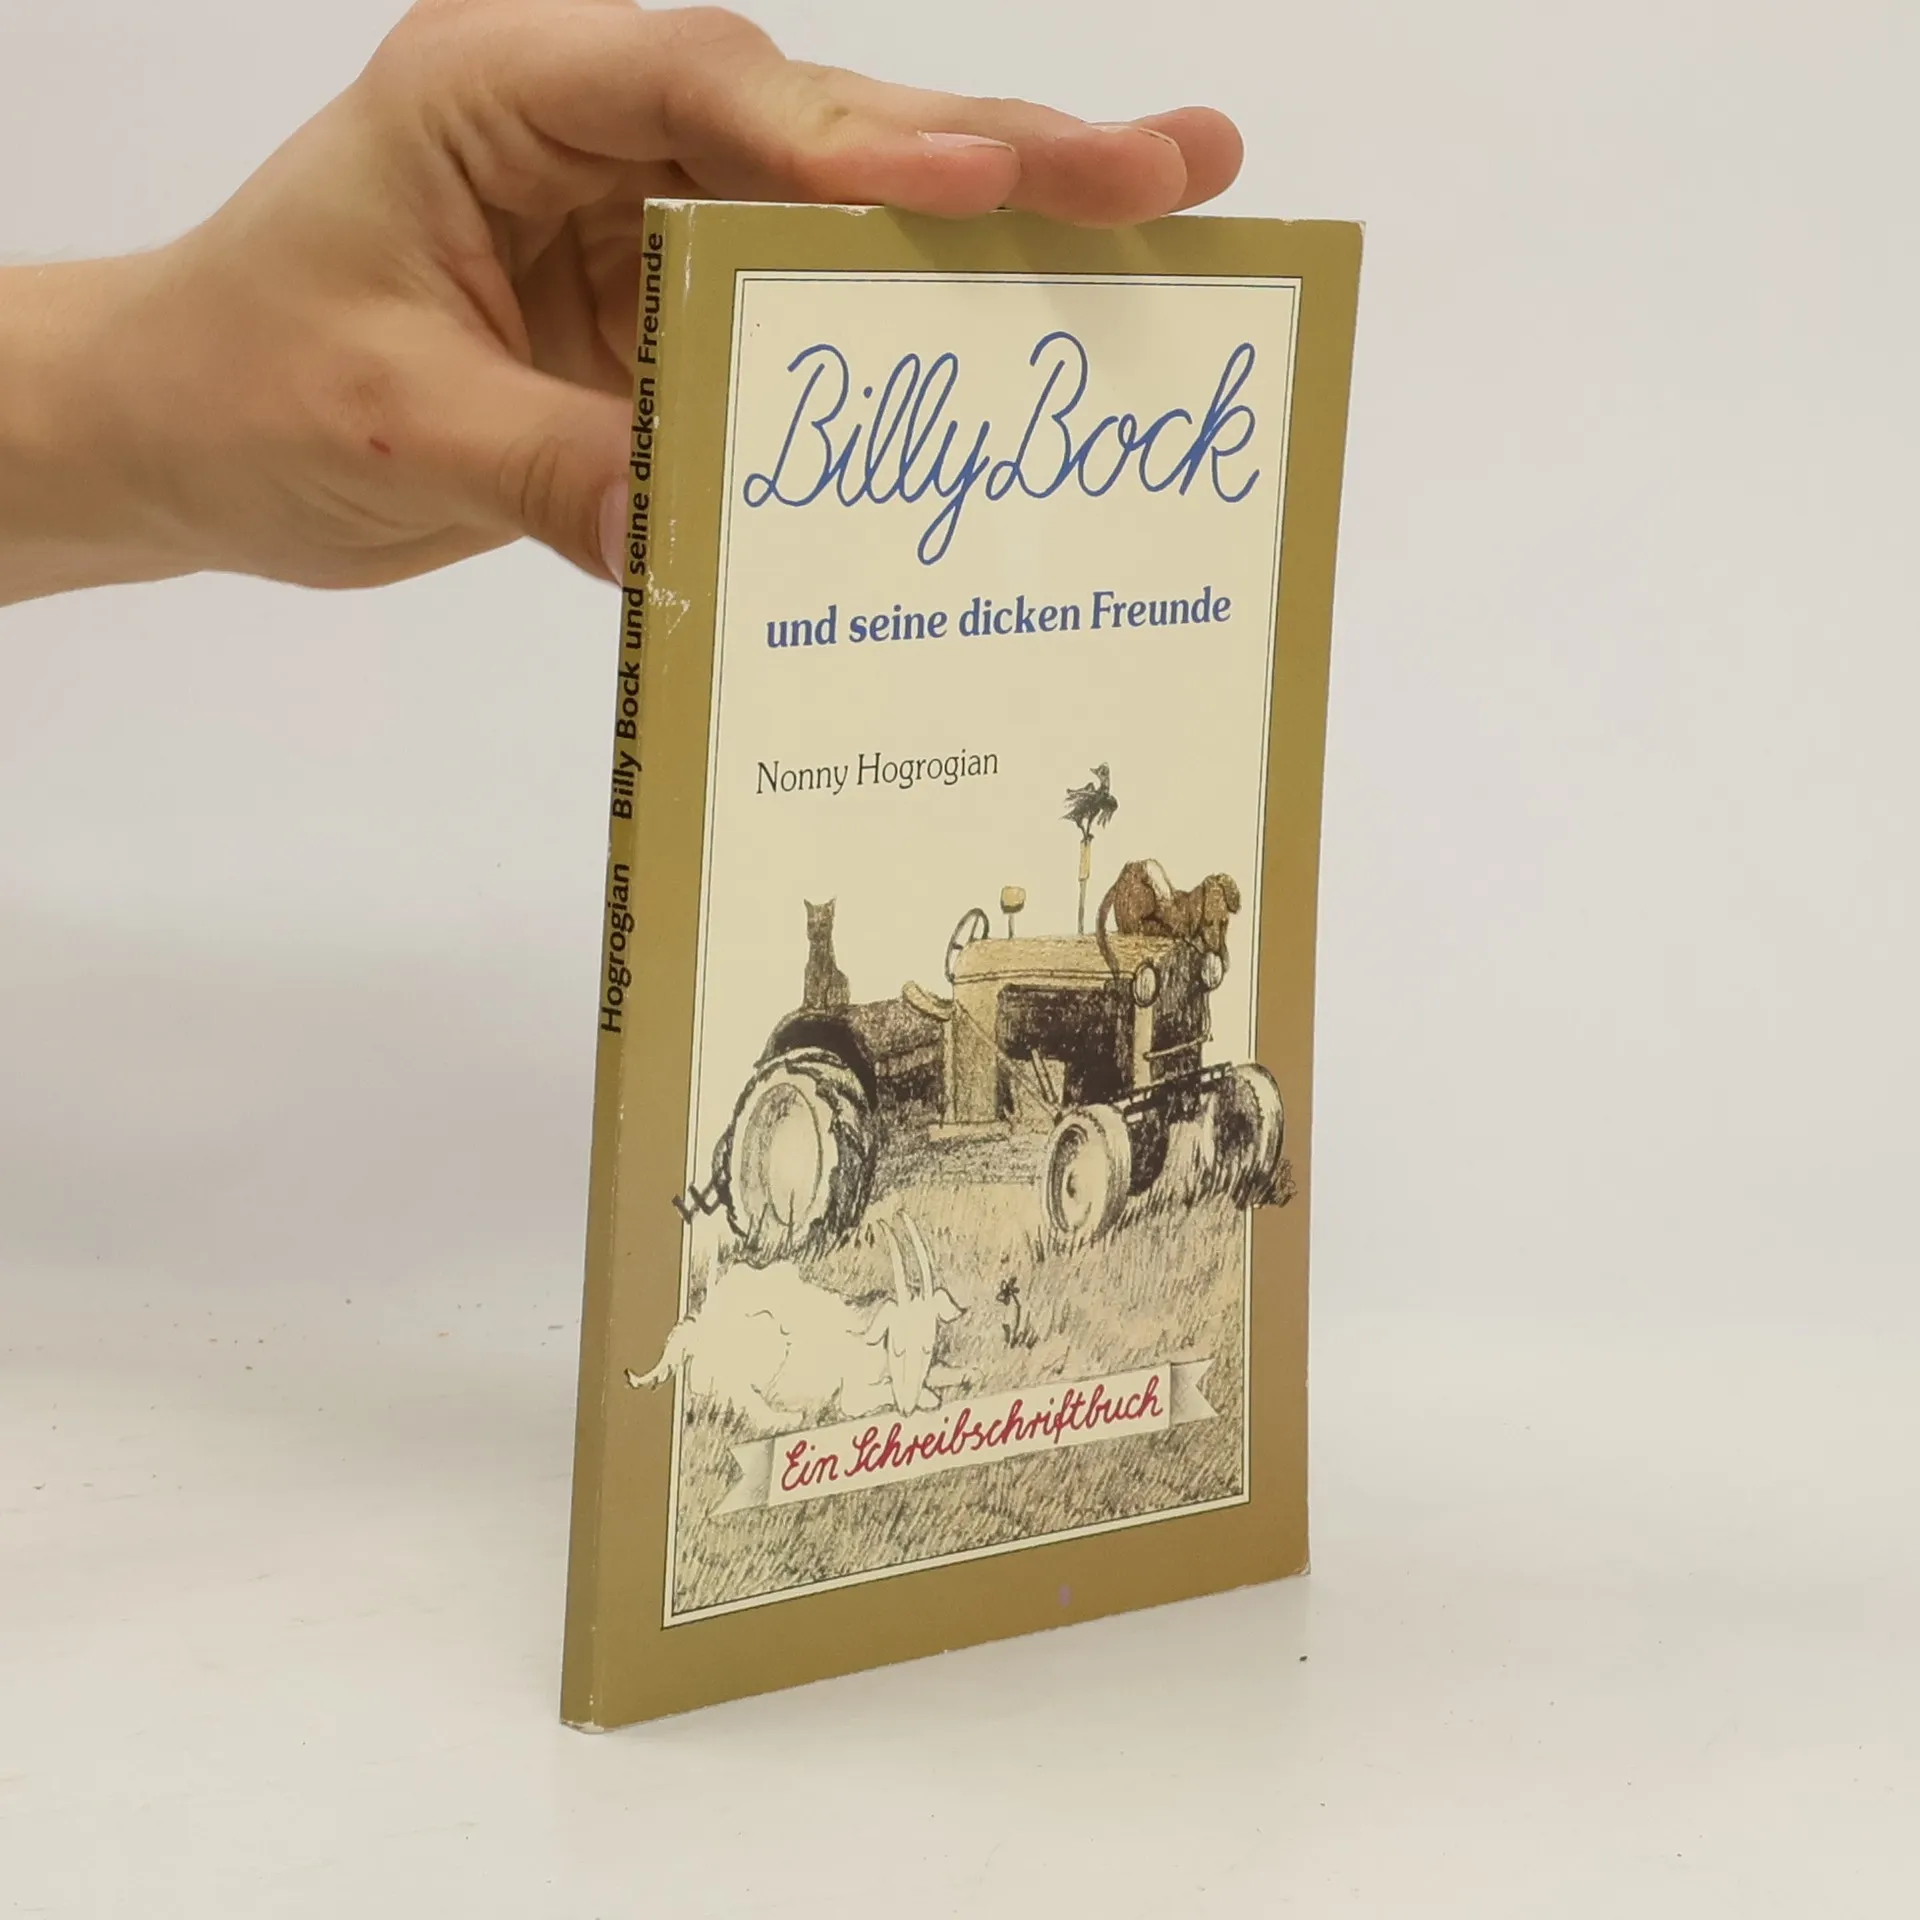 Hogrogian Billy Bock und seine dicken Freunde
Billy Bock
und seine dicken Freunde
Nonny Hogrogian
Ein Schreibschriftbuch